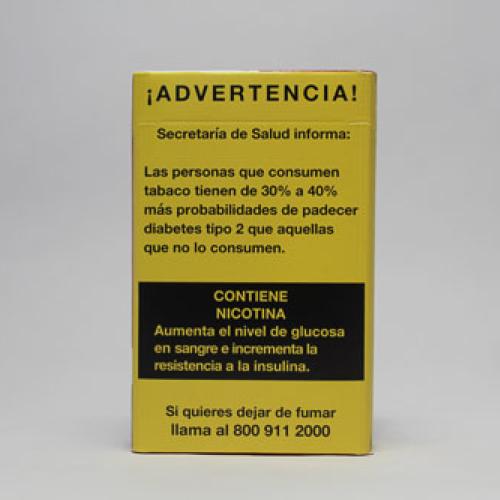 ¡ADVERTENCIA!
Secretaría de Salud informa:
Las personas que consumen
tabaco tienen de 30% a 40%
más probabilidades de padecer
diabetes tipo 2 que aquellas
que no lo consumen.
CONTIENE
NICOTINA
Aumenta el nivel de glucosa
en sangre e incrementa la
resistencia a la insulina.
Si quieres dejar de fumar
llama al 800 911 2000